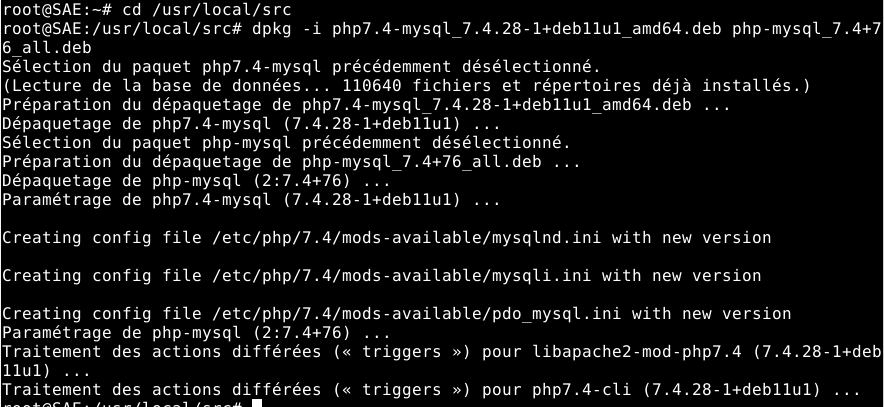 root@SAE:~# cd /usr/local/src
root@SAE:/usr/local/src# dpkg -i php7.4-mysql_7.4.28-1+deb11u1_amd64.deb php-mysql_7.4+7
6_all.deb
Sélection du paquet php7.4-mysql précédemment désélectionné.
(Lecture de la base de données... 110640 fichiers et répertoires déjà installés.)
Préparation du dépaquetage de php7.4-mysql_7.4.28-1+deb11u1_amd64.deb ...
Dépaquetage de php7.4-mysql (7.4.28-1+deb11u1) ...
Sélection du paquet php-mysql précédemment désélectionné.
Préparation du dépaquetage de php-mysql_7.4+76_all.deb ...
Dépaquetage de php-mysql (2:7.4+76) ...
Paramétrage de php7.4-mysql (7.4.28-1+deb11u1) ...
Creating config file /etc/php/7.4/mods-available/mysqlnd.ini with new version
Creating config file /etc/php/7.4/mods-available/mysqli.ini with new version
Creating config file /etc/php/7.4/mods-available/pdo_mysql.ini with new version
Paramétrage de php-mysql (2:7.4+76) ...
Traitement des actions différées (« triggers ») pour libapache2-mod-php7.4 (7.4.28-1+deb
11u1) ...
Traitement des actions différées (« triggers ») pour php7.4-cli (7.4.28-1+deb11u1) ...
root@SAE:/usr/local/src#